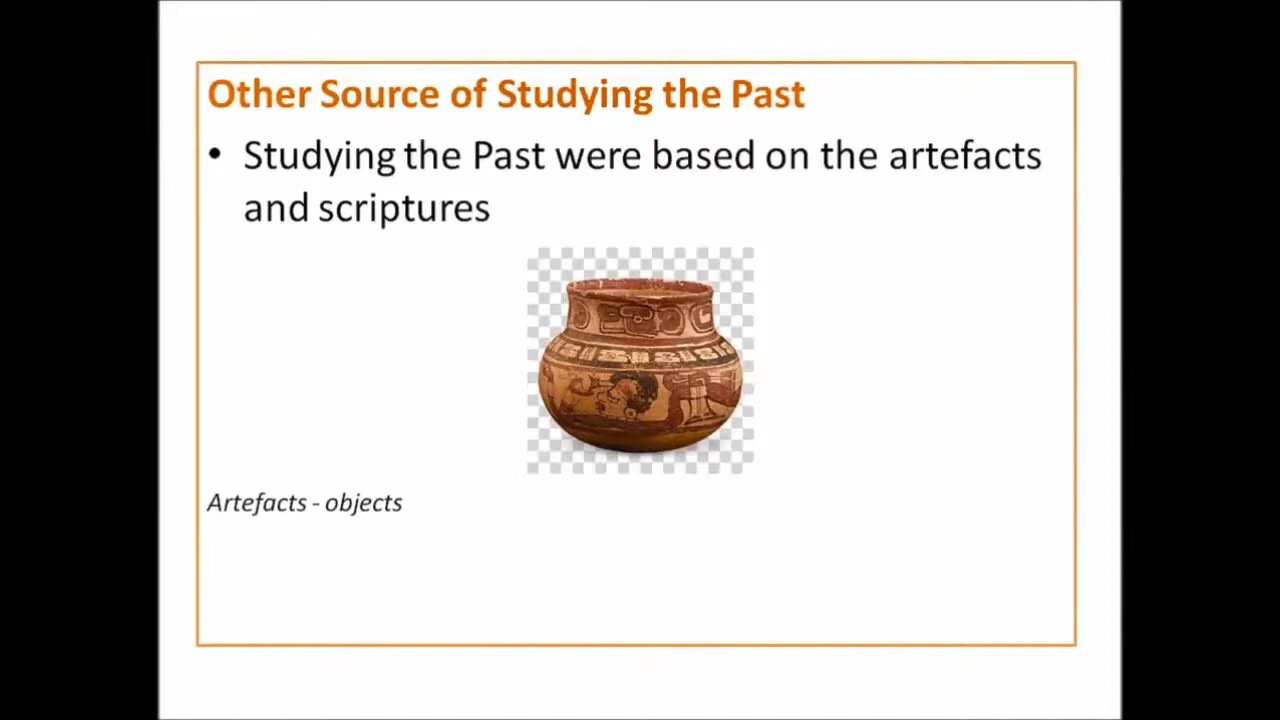 Other Source of Studying the Past
• Studying the Past were based on the artefacts
and scriptures
Artefacts - objects